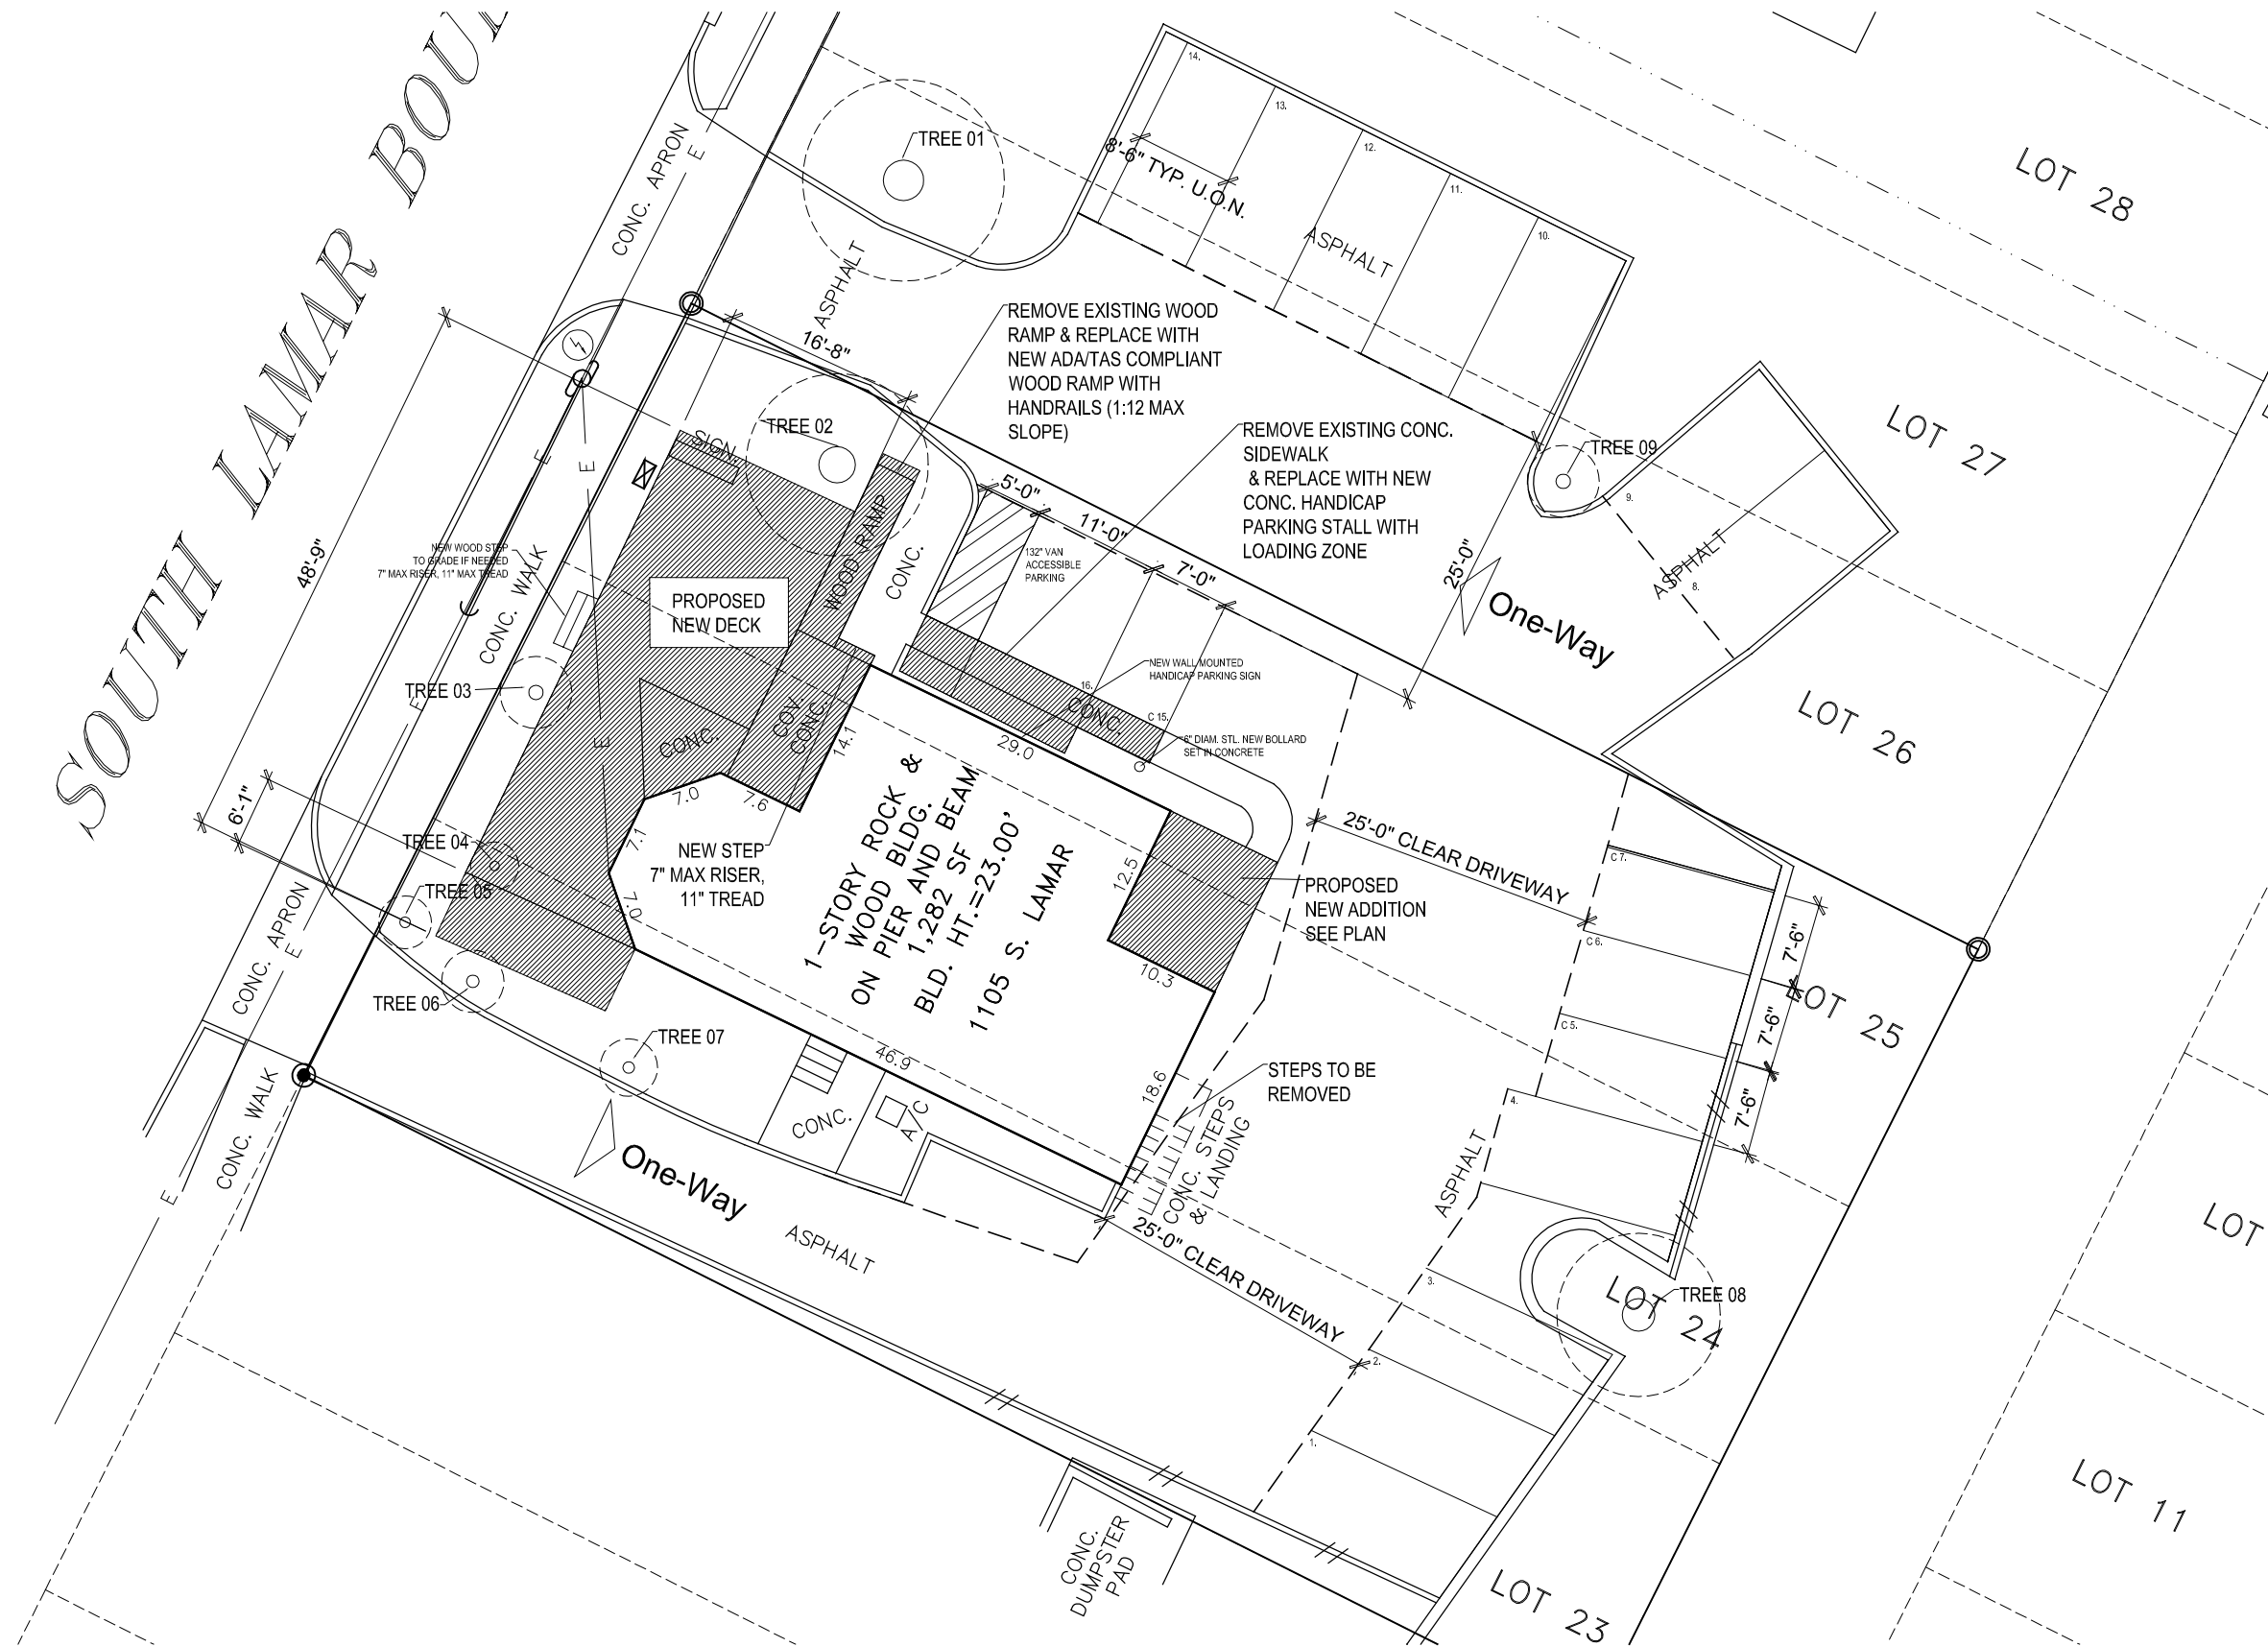 SOUTH LAMAR BOUL
CONC. APRON
E
TREE 01
ASPHALT
14.
13.
12.
11.
10.
8'-6" TYP. U.O.N.
ASPHALT
LOT 28
LOT 27
LOT 26
LOT 25
LOT 24
LOT 23
LOT
LOT 11
16'-8"
REMOVE EXISTING WOOD
RAMP & REPLACE WITH
NEW ADA/TAS COMPLIANT
WOOD RAMP WITH
HANDRAILS (1:12 MAX
SLOPE)
REMOVE EXISTING CONC.
SIDEWALK
& REPLACE WITH NEW
CONC. HANDICAP
PARKING STALL WITH
LOADING ZONE
TREE 09
9.
8.
ASPHALT
SIGN
TREE 02
E
E
48'-9"
NEW WOOD STEP
TO GRADE IF NEEDED
7" MAX RISER, 11" MAX TREAD
CONC. WALK
PROPOSED
NEW DECK
WOOD RAMP
CONC.
5'-0"
11'-0"
7'-0"
132" VAN
ACCESSIBLE
PARKING
25'-0"
One-Way
TREE 03
E
E
CONC.
COV.
CONC.
14.1
NEW WALL MOUNTED
HANDICAP PARKING SIGN
16.
CONC.
C 15.
6" DIAM. STL. NEW BOLLARD
SET IN CONCRETE
29.0
7.0
7.6
7.1
7.0
6'-1"
TREE 04
TREE 05
TREE 06
TREE 07
NEW STEP
7" MAX RISER,
11" TREAD
1-STORY ROCK &
WOOD BLDG.
ON PIER AND BEAM
1,282 SF
BLD. HT.=23.00'
1105 S. LAMAR
12.5
10.3
PROPOSED
NEW ADDITION
SEE PLAN
25'-0" CLEAR DRIVEWAY
C 7.
C 6.
C 5.
4.
3.
2.
1.
7'-6"
7'-6"
7'-6"
CONC. APRON
E
CONC. WALK
E
46.9
18.6
CONC.
A/C
STEPS TO BE
REMOVED
CONC. STEPS
& LANDING
One-Way
ASPHALT
25'-0" CLEAR DRIVEWAY
ASPHALT
TREE 08
CONC.
DUMPSTER
PAD